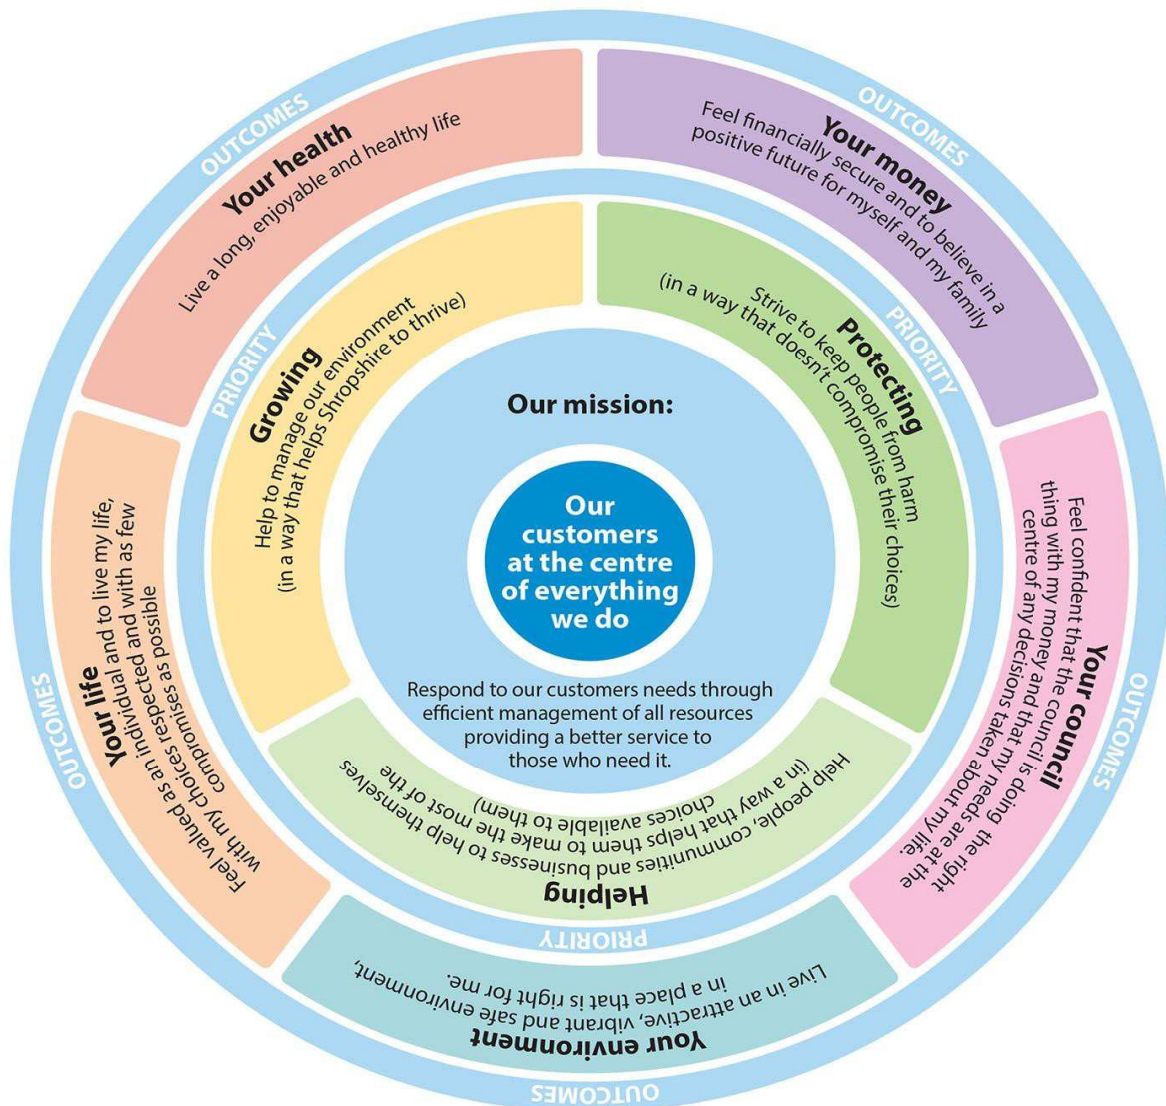 OUTCOMES
Your health
Live a long, enjoyable and healthy life
OUTCOMES
Your money
Feel financially secure and to believe in a
positive future for myself and my family
OUTCOMES
Your council
Feel confident that the council is doing the right
thing with my money and that my needs are at the
centre of any decisions taken about my life.
OUTCOMES
Your environment
Live in an attractive, vibrant and safe environment,
in a place that is right for me.
OUTCOMES
Your life
Feel valued as an individual and to live my life,
with my choices respected and with as few
compromises as possible
PRIORITY
Growing
Help to manage our environment
(in a way that helps Shropshire to thrive)
PRIORITY
Protecting
Strive to keep people from harm
(in a way that doesn't compromise their choices)
PRIORITY
Helping
Help people, communities and businesses to help themselves
(in a way that helps them to make the most of the
choices available to them)
Our mission:
Our
customers
at the centre
of everything
we do
Respond to our customers needs through
efficient management of all resources
providing a better service to
those who need it.